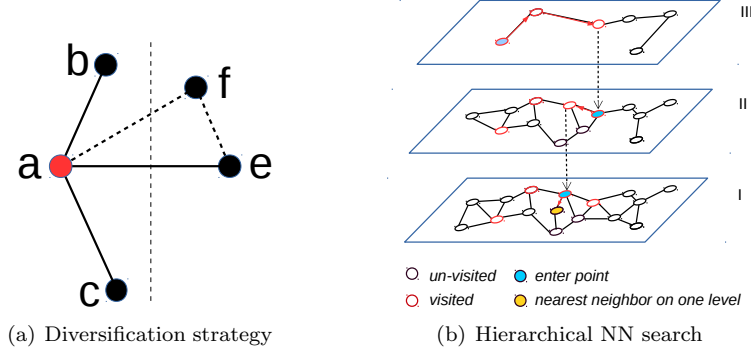 b
f
a
e
c
III
II
I
un-visited
enter point
visited
nearest neighbor on one level
(a) Diversification strategy
(b) Hierarchical NN search